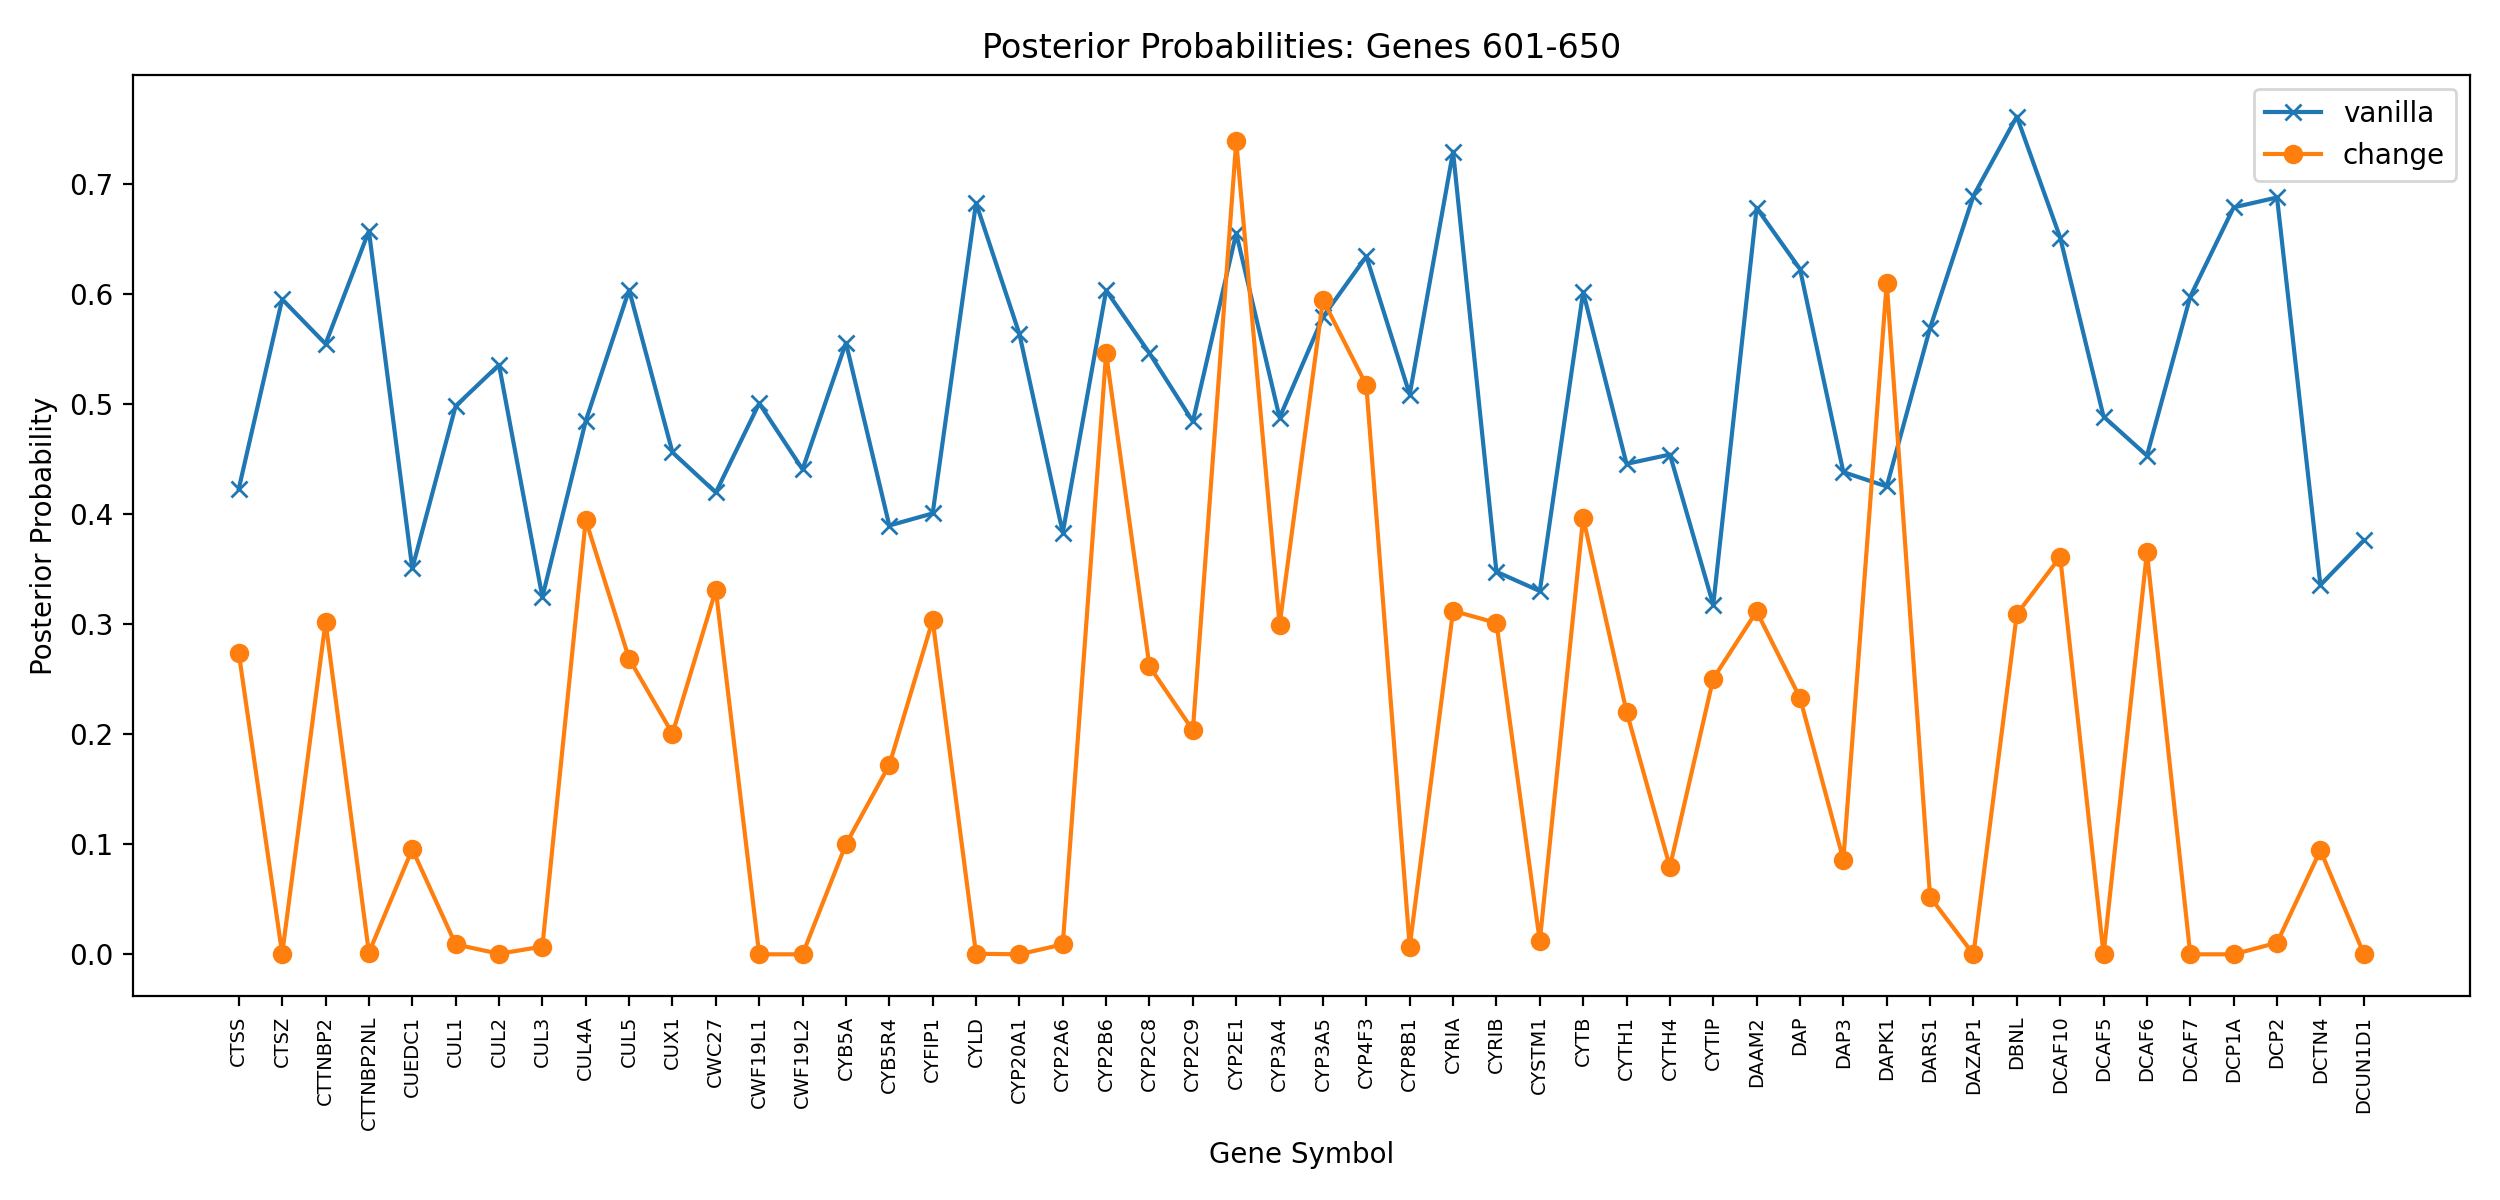 Posterior Probabilities: Genes 601-650
vanilla
change
Posterior Probability
0.7
0.6
0.5
0.4
0.3
0.2
0.1
0.0
CTSS
CTSZ
CTTNBP2
CTTNBP2NL
CUEDC1
CUL1
CUL2
CUL3
CUL4A
CUL5
CUX1
CWC27
CWF19L1
CWF19L2
CYB5A
CYB5R4
CYFIP1
CYLD
CYP20A1
CYP2A6
CYP2B6
CYP2C8
CYP2C9
CYP2E1
CYP3A4
CYP3A5
CYP4F3
CYP8B1
CYRIA
CYRIB
CYSTM1
CYTB
CYTH1
CYTH4
CYTIP
DAAM2
DAP
DAP3
DAPK1
DARS1
DAZAP1
DBNL
DCAF10
DCAF5
DCAF6
DCAF7
DCP1A
DCP2
DCTN4
DCUN1D1
Gene Symbol